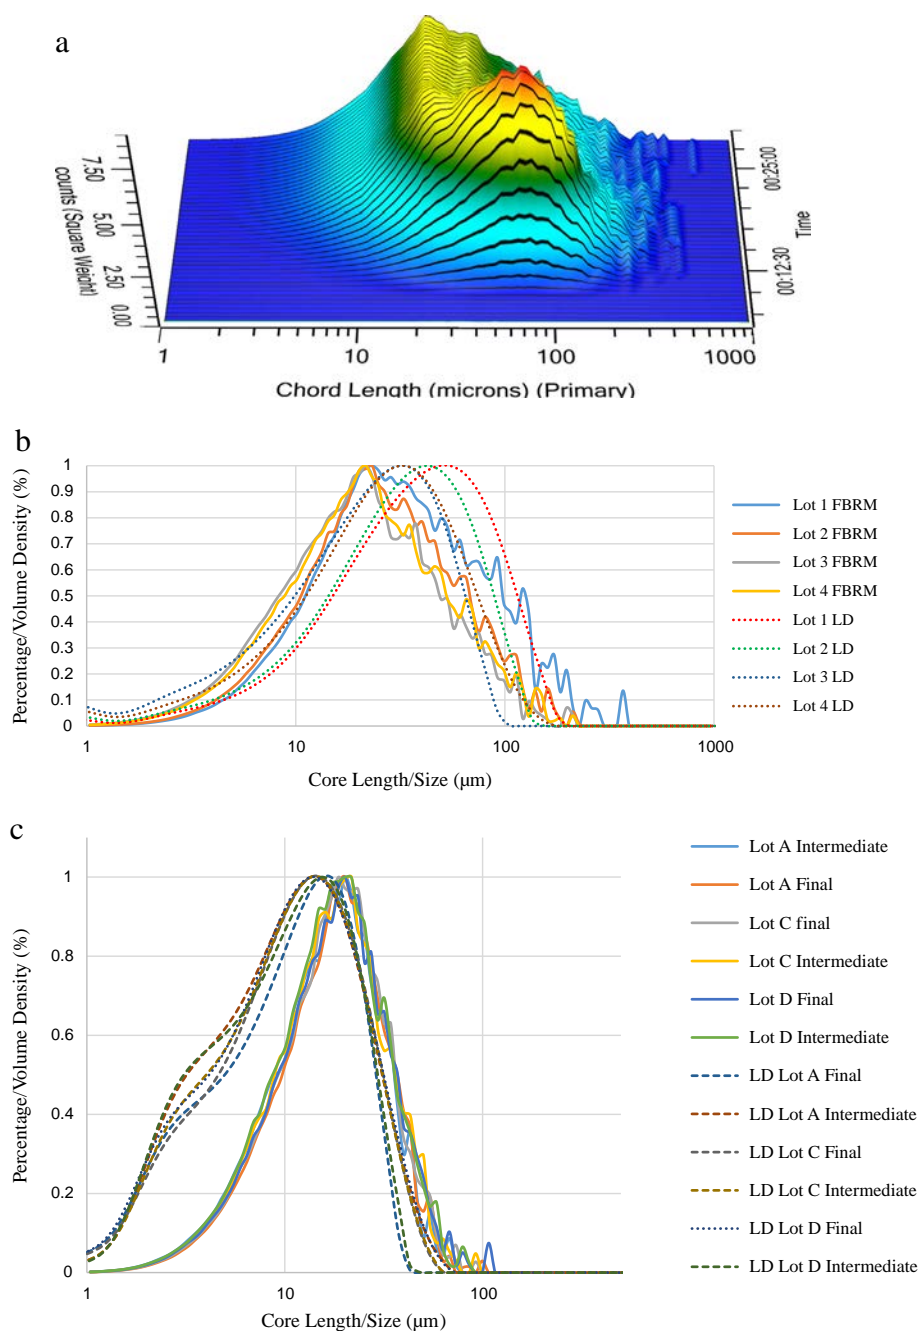 a
7.50
5.00
2.50
0.00
counts (Square Weight)
00:25:00
00:12:30
Time
1
10
100
1000
Chord Length (microns) (Primary)
b
1
0.9
0.8
0.7
0.6
0.5
0.4
0.3
0.2
0.1
0
Percentage/Volume Density (%)
1
10
100
1000
Core Length/Size (µm)
Lot 1 FBRM
Lot 2 FBRM
Lot 3 FBRM
Lot 4 FBRM
Lot 1 LD
Lot 2 LD
Lot 3 LD
Lot 4 LD
c
1
0.8
0.6
0.4
0.2
0
Percentage/Volume Density (%)
1
10
100
Core Length/Size (µm)
Lot A Intermediate
Lot A Final
Lot C final
Lot C Intermediate
Lot D Final
Lot D Intermediate
LD Lot A Final
LD Lot A Intermediate
LD Lot C Final
LD Lot C Intermediate
LD Lot D Final
LD Lot D Intermediate